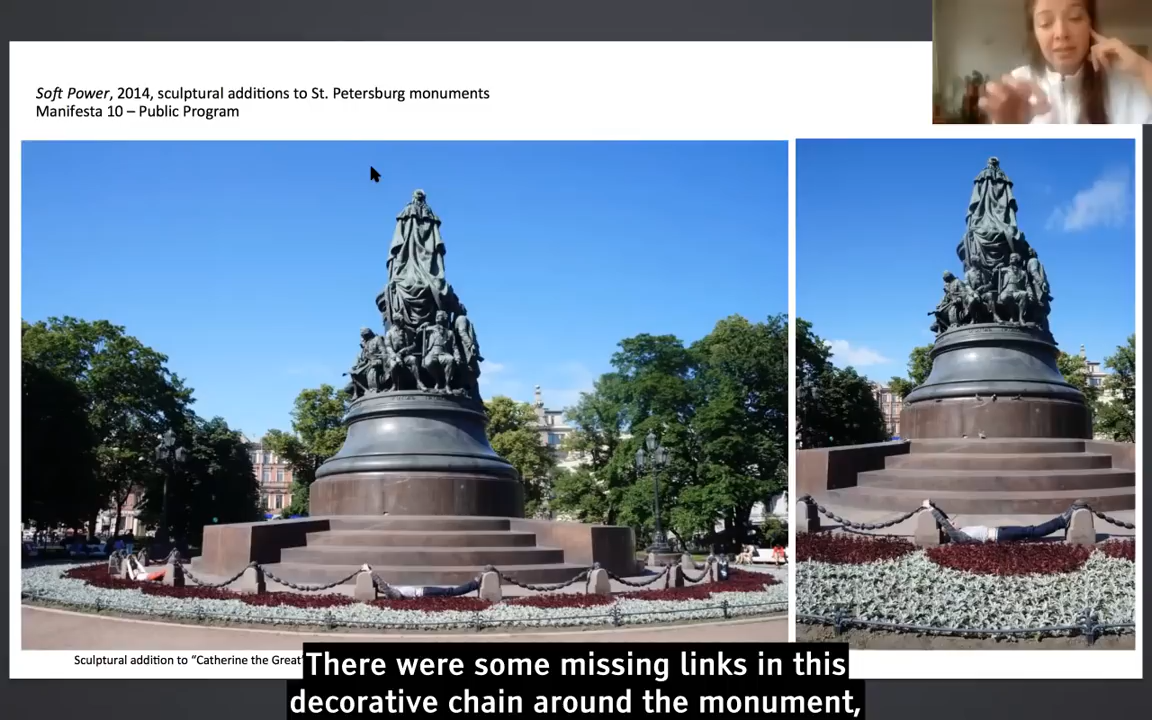 Soft Power, 2014, sculptural additions to St. Petersburg monuments
Manifesta 10 – Public Program
Sculptural addition to “Catherine the Great”
There were some missing links in this
decorative chain around the monument,